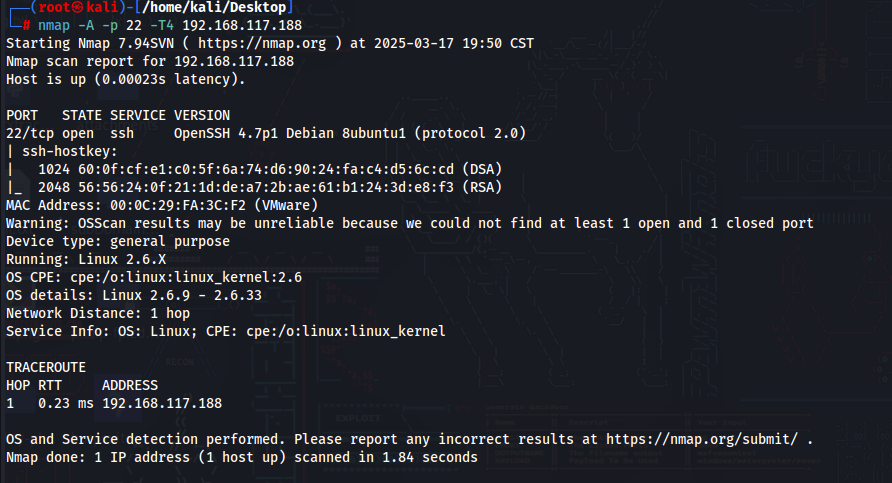 (root㉿kali)-[/home/kali/Desktop]
# nmap -A -p 22 -T4 192.168.117.188
Starting Nmap 7.94SVN ( https://nmap.org ) at 2025-03-17 19:50 CST
Nmap scan report for 192.168.117.188
Host is up (0.00023s latency).
PORT   STATE SERVICE VERSION
22/tcp open  ssh     OpenSSH 4.7p1 Debian 8ubuntu1 (protocol 2.0)
| ssh-hostkey:
|   1024 60:0f:cf:e1:c0:5f:6a:74:d6:90:24:fa:c4:d5:6c:cd (DSA)
|_  2048 56:56:24:0f:21:1d:de:a7:2b:ae:61:b1:24:3d:e8:f3 (RSA)
MAC Address: 00:0C:29:FA:3C:F2 (VMware)
Warning: OSScan results may be unreliable because we could not find at least 1 open and 1 closed port
Device type: general purpose
Running: Linux 2.6.X
OS CPE: cpe:/o:linux:linux_kernel:2.6
OS details: Linux 2.6.9 - 2.6.33
Network Distance: 1 hop
Service Info: OS: Linux; CPE: cpe:/o:linux:linux_kernel
TRACEROUTE
HOP RTT     ADDRESS
1   0.23 ms 192.168.117.188
EXPLOIT
OS and Service detection performed. Please report any incorrect results at https://nmap.org/submit/ .
Nmap done: 1 IP address (1 host up) scanned in 1.84 seconds